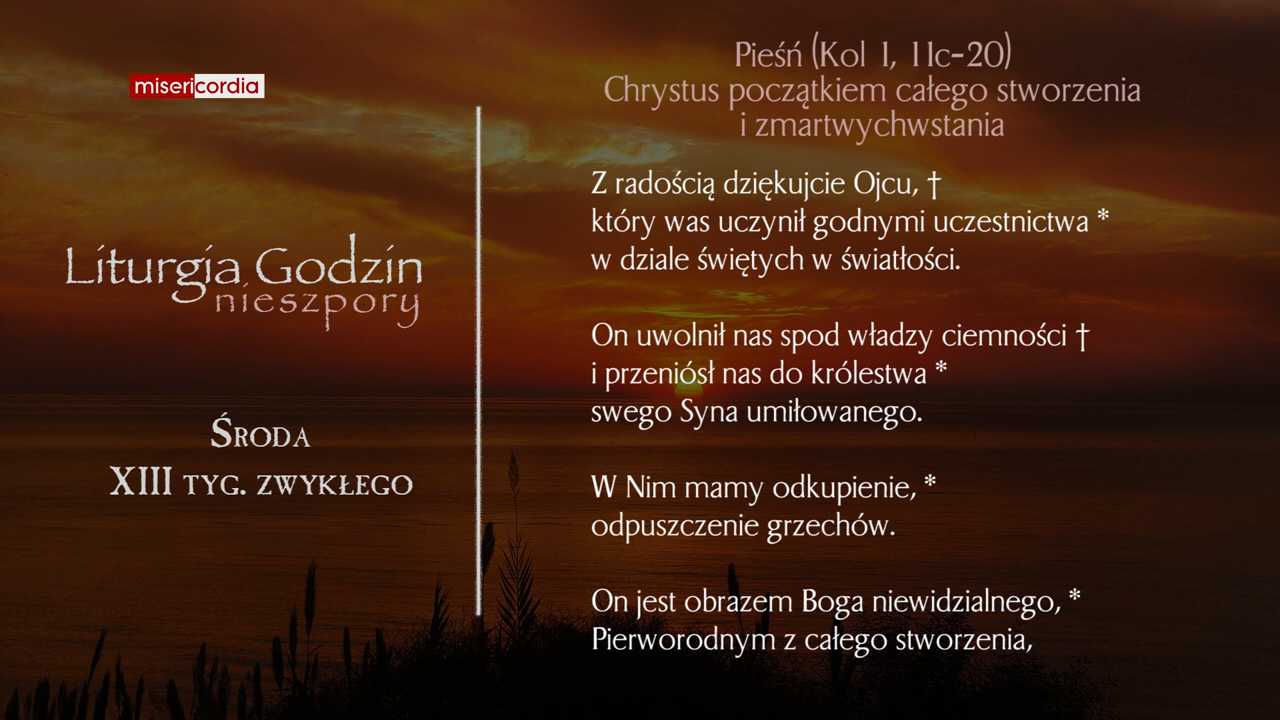 misericordia
Liturgia Godzin
nieszpory
Środa
XIII tyg. zwykłego
Pieśń (Kol 1, 11c-20)
Chrystus początkiem całego stworzenia
i zmartwychwstania
Z radością dziękujcie Ojcu, †
który was uczynił godnymi uczestnictwa *
w dziale świętych w światłości.
On uwolnił nas spod władzy ciemności †
i przeniósł nas do królestwa *
swego Syna umiłowanego.
W Nim mamy odkupienie, *
odpuszczenie grzechów.
On jest obrazem Boga niewidzialnego, *
Pierworodnym z całego stworzenia,